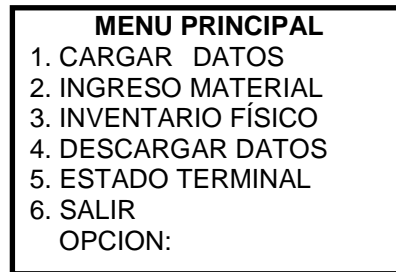 MENU PRINCIPAL
1. CARGAR DATOS
2. INGRESO MATERIAL
3. INVENTARIO FÍSICO
4. DESCARGAR DATOS
5. ESTADO TERMINAL
6. SALIR
OPCION: